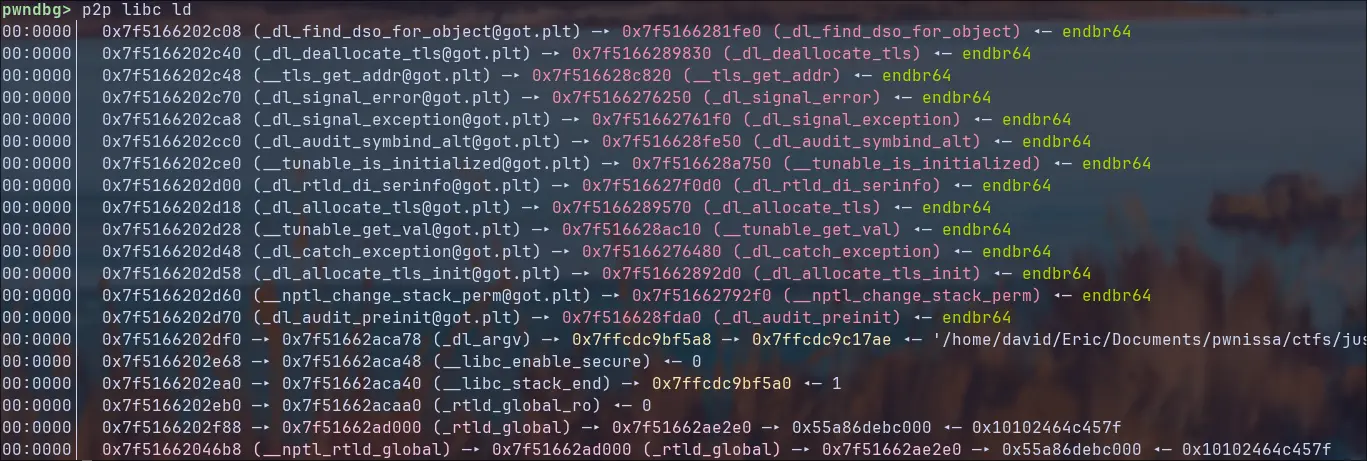 pwndbg> p2p libc ld
00:0000│  0x7f5166202c08 (_dl_find_dso_for_object@got.plt) —▸ 0x7f5166281fe0 (_dl_find_dso_for_object) ◂— endbr64
00:0000│  0x7f5166202c40 (_dl_deallocate_tls@got.plt) —▸ 0x7f5166289830 (_dl_deallocate_tls) ◂— endbr64
00:0000│  0x7f5166202c48 (__tls_get_addr@got.plt) —▸ 0x7f516628c820 (__tls_get_addr) ◂— endbr64
00:0000│  0x7f5166202c70 (_dl_signal_error@got.plt) —▸ 0x7f5166276250 (_dl_signal_error) ◂— endbr64
00:0000│  0x7f5166202ca8 (_dl_signal_exception@got.plt) —▸ 0x7f51662761f0 (_dl_signal_exception) ◂— endbr64
00:0000│  0x7f5166202cc0 (_dl_audit_symbind_alt@got.plt) —▸ 0x7f516628fe50 (_dl_audit_symbind_alt) ◂— endbr64
00:0000│  0x7f5166202ce0 (__tunable_is_initialized@got.plt) —▸ 0x7f516628a750 (__tunable_is_initialized) ◂— endbr64
00:0000│  0x7f5166202d00 (_dl_rtld_di_serinfo@got.plt) —▸ 0x7f516627f0d0 (_dl_rtld_di_serinfo) ◂— endbr64
00:0000│  0x7f5166202d18 (_dl_allocate_tls@got.plt) —▸ 0x7f5166289570 (_dl_allocate_tls) ◂— endbr64
00:0000│  0x7f5166202d28 (__tunable_get_val@got.plt) —▸ 0x7f516628ac10 (__tunable_get_val) ◂— endbr64
00:0000│  0x7f5166202d48 (_dl_catch_exception@got.plt) —▸ 0x7f5166276480 (_dl_catch_exception) ◂— endbr64
00:0000│  0x7f5166202d58 (_dl_allocate_tls_init@got.plt) —▸ 0x7f51662892d0 (_dl_allocate_tls_init) ◂— endbr64
00:0000│  0x7f5166202d60 (__nptl_change_stack_perm@got.plt) —▸ 0x7f51662792f0 (__nptl_change_stack_perm) ◂— endbr64
00:0000│  0x7f5166202d70 (_dl_audit_preinit@got.plt) —▸ 0x7f516628fda0 (_dl_audit_preinit) ◂— endbr64
00:0000│  0x7f5166202df0 —▸ 0x7f51662aca78 (_dl_argv) —▸ 0x7ffcdc9bf5a8 —▸ 0x7ffcdc9c17ae ◂— '/home/david/Eric/Documents/pwnissa/ctfs/jus
00:0000│  0x7f5166202e68 —▸ 0x7f51662aca48 (__libc_enable_secure) ◂— 0
00:0000│  0x7f5166202ea0 —▸ 0x7f51662aca40 (__libc_stack_end) —▸ 0x7ffcdc9bf5a0 ◂— 1
00:0000│  0x7f5166202eb0 —▸ 0x7f51662acaa0 (_rtld_global_ro) ◂— 0
00:0000│  0x7f5166202f88 —▸ 0x7f51662ad000 (_rtld_global) —▸ 0x7f51662ae2e0 —▸ 0x55a86debc000 ◂— 0x10102464c457f
00:0000│  0x7f51662046b8 (__nptl_rtld_global) —▸ 0x7f51662ad000 (_rtld_global) —▸ 0x7f51662ae2e0 —▸ 0x55a86debc000 ◂— 0x10102464c457f